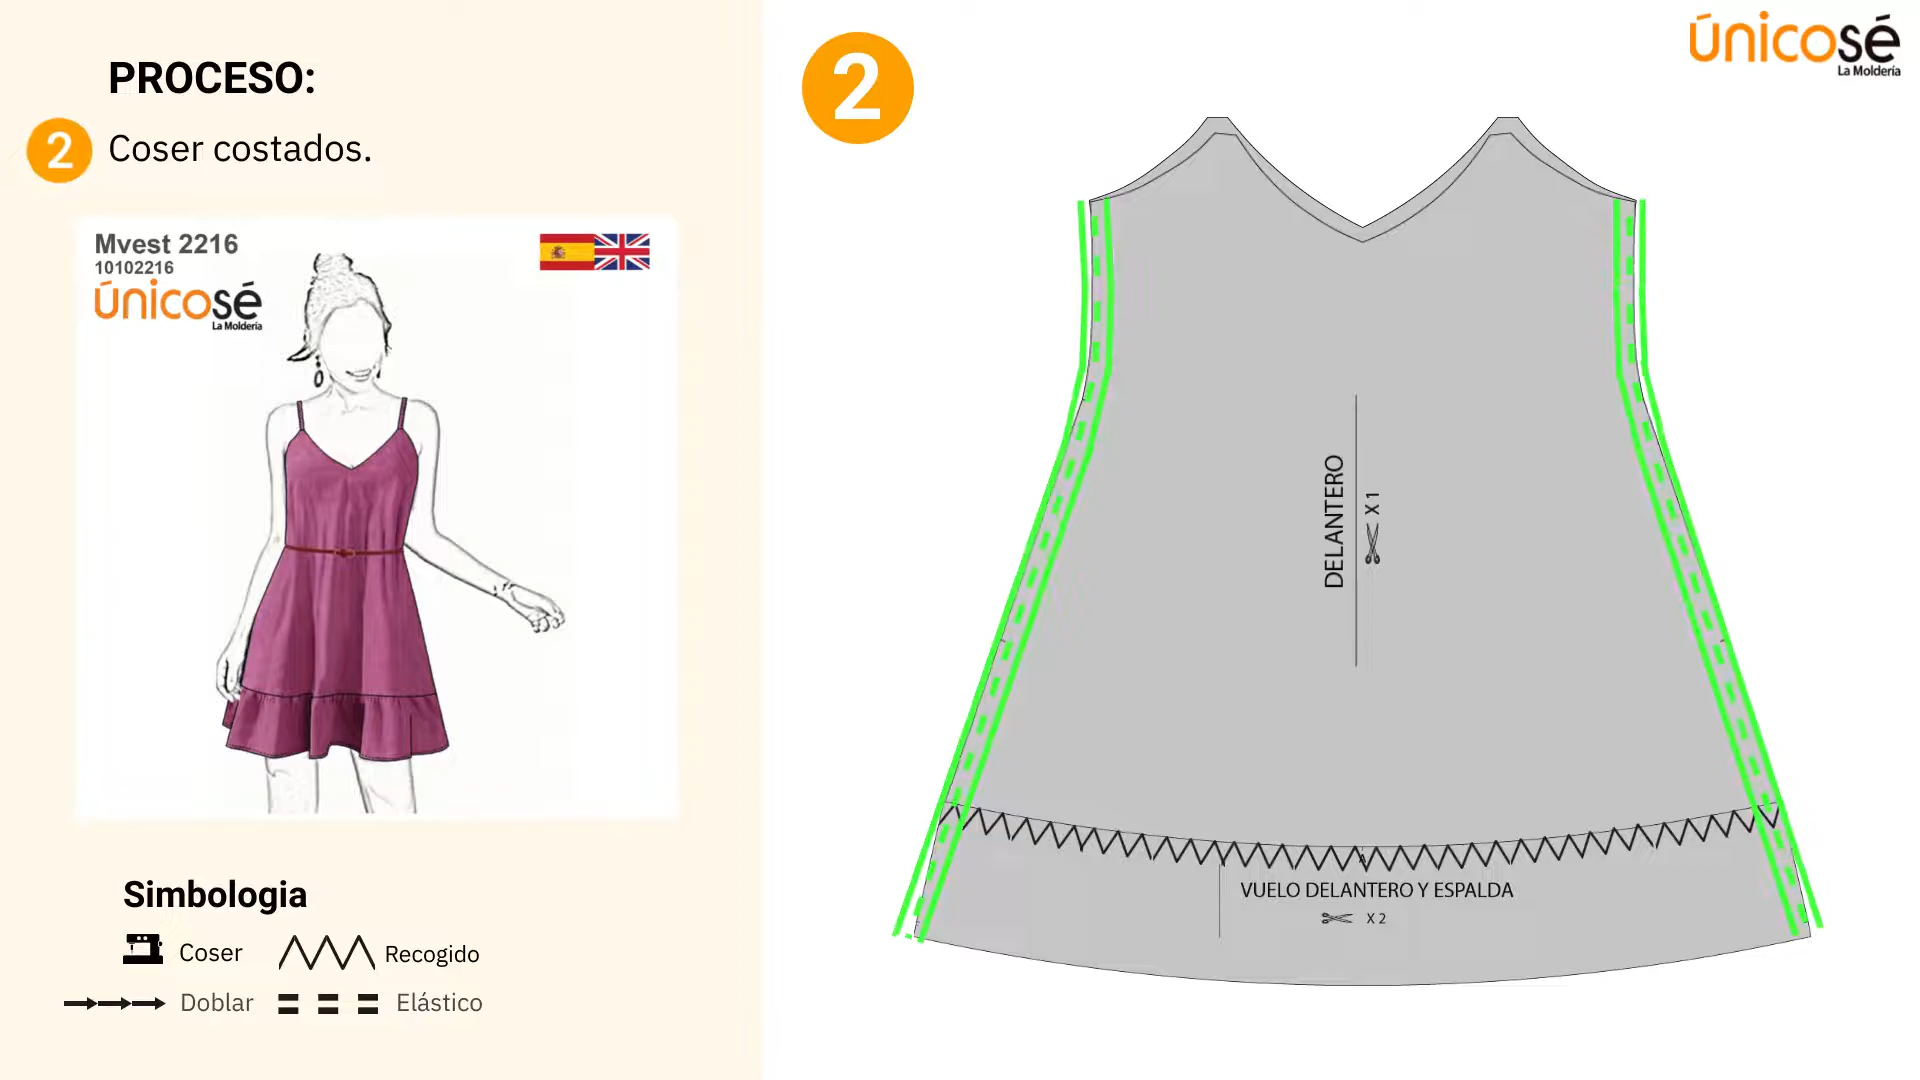 PROCESO:
2 Coser costados.
Mvest 2216
10102216
únicosé
La Moldería
Simbologia
Coser
Recogido
Doblar
Elástico
2
únicosé
La Moldería
DELANTERO
X 1
A
VUELO DELANTERO Y ESPALDA
X 2